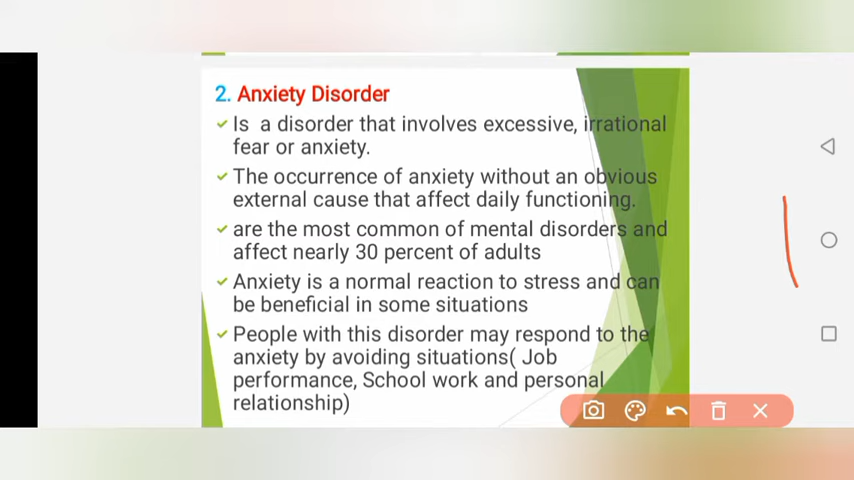 2. Anxiety Disorder
Is a disorder that involves excessive, irrational
fear or anxiety.
The occurrence of anxiety without an obvious
external cause that affect daily functioning.
are the most common of mental disorders and
affect nearly 30 percent of adults
Anxiety is a normal reaction to stress and can
be beneficial in some situations
People with this disorder may respond to the
anxiety by avoiding situations( Job
performance, School work and personal
relationship)